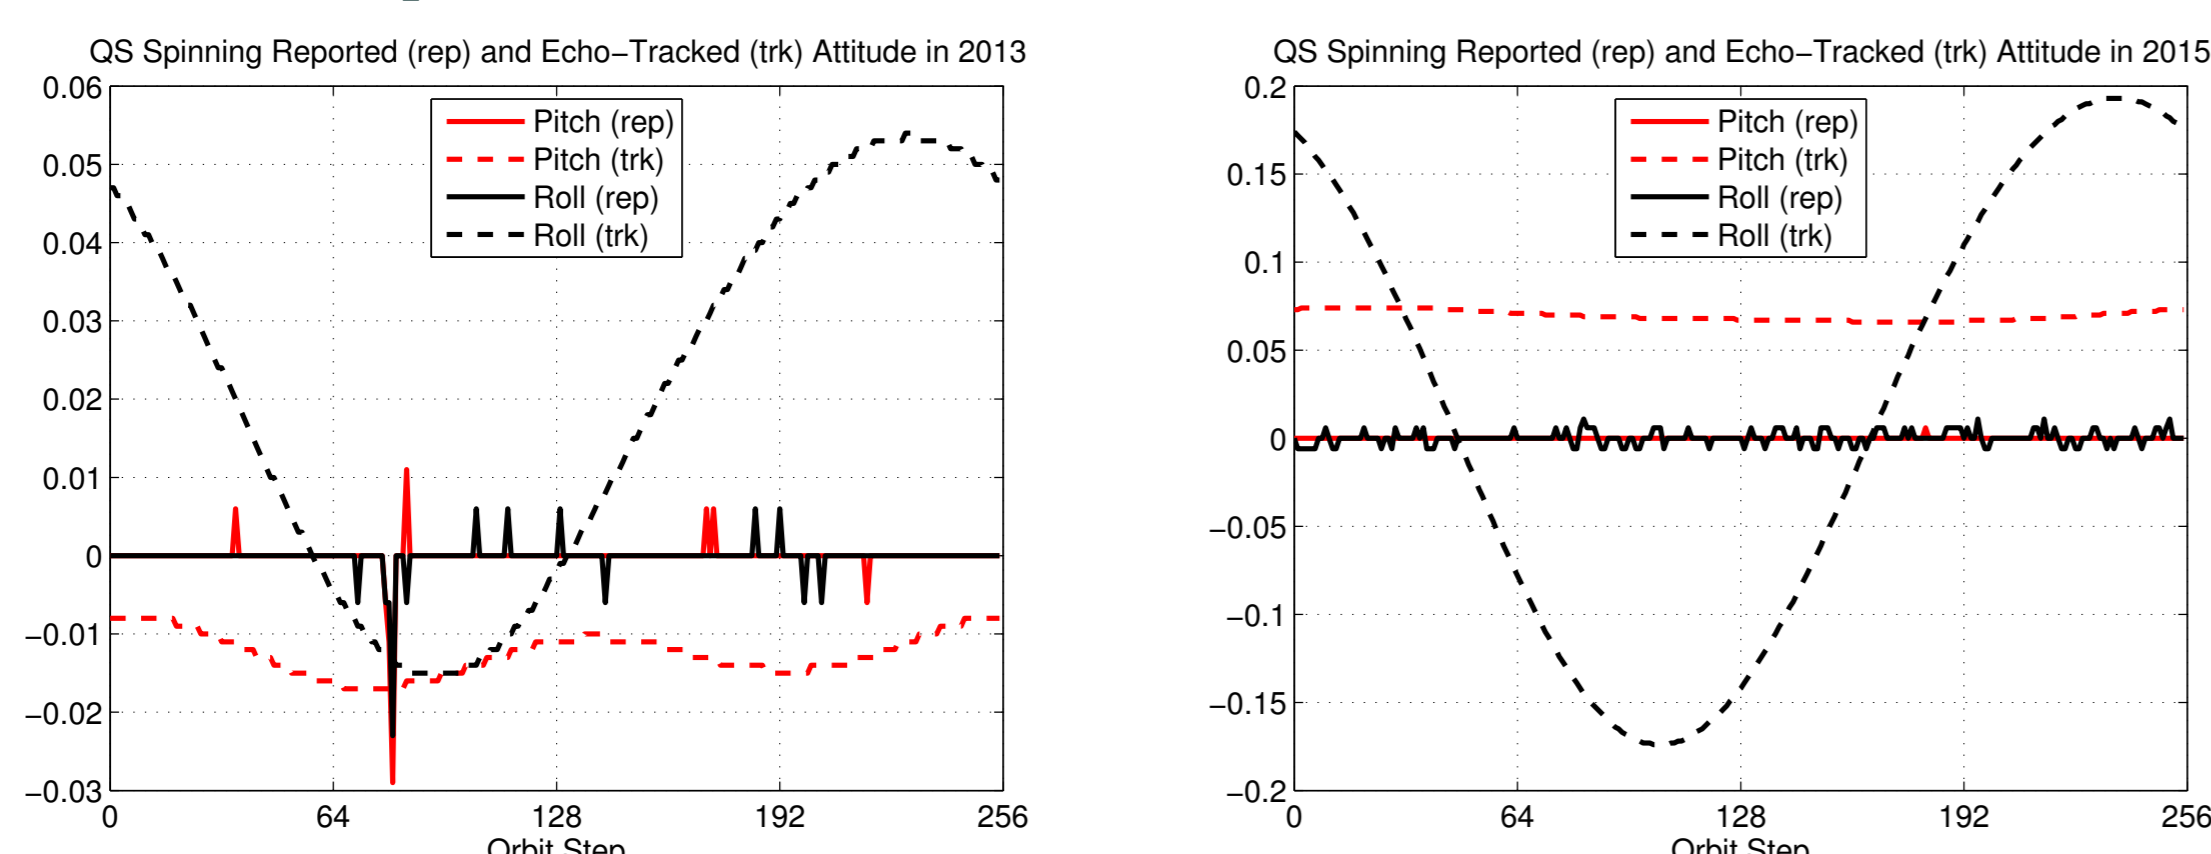 QS Spinning Reported (rep) and Echo−Tracked (trk) Attitude in 2013
0.06
0.05
0.04
0.03
0.02
0.01
0
−0.01
−0.02
−0.03
Pitch (rep)
Pitch (trk)
Roll (rep)
Roll (trk)
0 64 128 192 256
Orbit Step
QS Spinning Reported (rep) and Echo−Tracked (trk) Attitude in 2015
0.2
0.15
0.1
0.05
0
−0.05
−0.1
−0.15
−0.2
Pitch (rep)
Pitch (trk)
Roll (rep)
Roll (trk)
0 64 128 192 256
Orbit Step